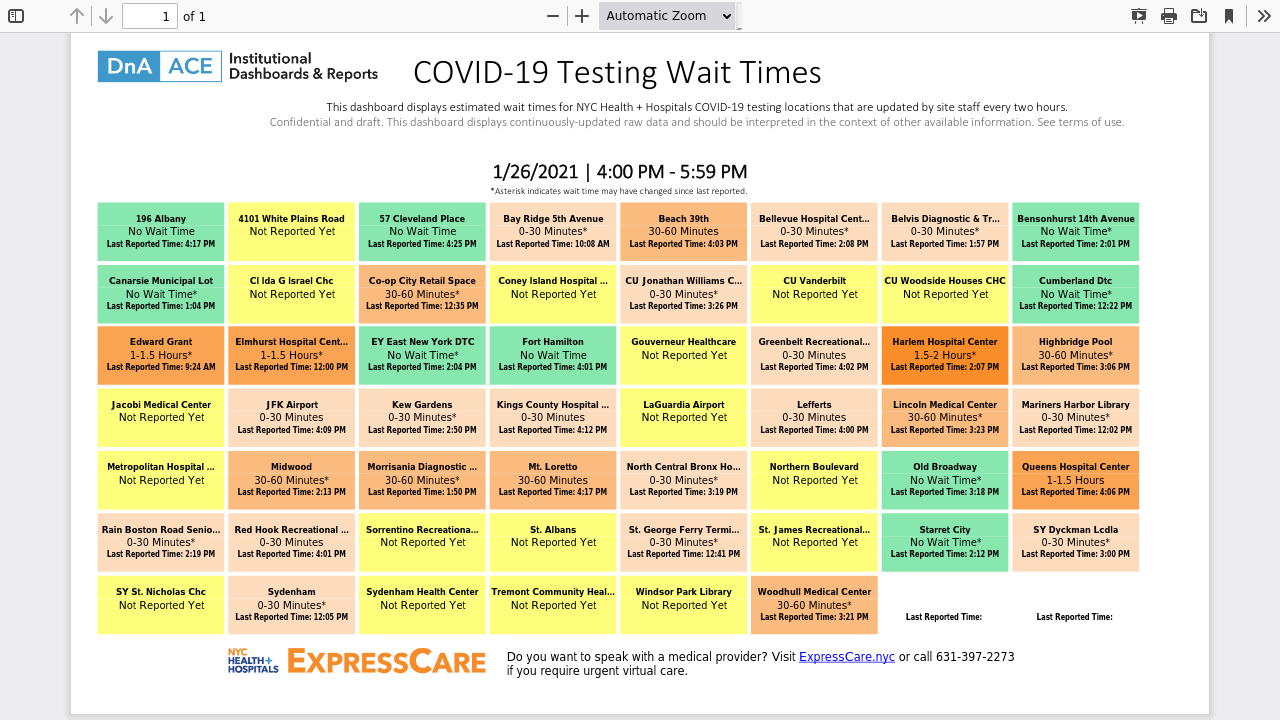 1 of 1 Automatic Zoom
DnA ACE Institutional
Dashboards & Reports
COVID-19 Testing Wait Times
This dashboard displays estimated wait times for NYC Health + Hospitals COVID-19 testing locations that are updated by site staff every two hours.
Confidential and draft. This dashboard displays continuously-updated raw data and should be interpreted in the context of other available information. See terms of use.
1/26/2021 | 4:00 PM - 5:59 PM
*Asterisk indicates wait time may have changed since last reported.
196 Albany 4101 White Plains Road 57 Cleveland Place Bay Ridge 5th Avenue Beach 39th Bellevue Hospital Cent... Belvis Diagnostic & Tr... Bensonhurst 14th Avenue
No Wait Time Not Reported Yet No Wait Time 0-30 Minutes* 30-60 Minutes 0-30 Minutes* 0-30 Minutes* No Wait Time*
Last Reported Time: 4:17 PM Last Reported Time: 4:25 PM Last Reported Time: 10:08 AM Last Reported Time: 4:03 PM Last Reported Time: 2:08 PM Last Reported Time: 1:57 PM Last Reported Time: 2:01 PM
Canarsie Municipal Lot CI Ida G Israel Chc Co-op City Retail Space Coney Island Hospital ... CU Jonathan Williams C... CU Vanderbilt CU Woodside Houses CHC Cumberland Dtc
No Wait Time* Not Reported Yet 30-60 Minutes* Not Reported Yet 0-30 Minutes* Not Reported Yet Not Reported Yet No Wait Time*
Last Reported Time: 1:04 PM Last Reported Time: 12:35 PM Last Reported Time: 3:26 PM Last Reported Time: 12:22 PM
Edward Grant Elmhurst Hospital Cent... EY East New York DTC Fort Hamilton Gouverneur Healthcare Greenbelt Recreational... Harlem Hospital Center Highbridge Pool
1-1.5 Hours* 1-1.5 Hours* No Wait Time* No Wait Time Not Reported Yet 0-30 Minutes 1.5-2 Hours* 30-60 Minutes*
Last Reported Time: 9:24 AM Last Reported Time: 12:00 PM Last Reported Time: 2:04 PM Last Reported Time: 4:01 PM Last Reported Time: 4:02 PM Last Reported Time: 2:07 PM Last Reported Time: 3:06 PM
Jacobi Medical Center JFK Airport Kew Gardens Kings County Hospital ... LaGuardia Airport Lefferts Lincoln Medical Center Mariners Harbor Library
Not Reported Yet 0-30 Minutes 0-30 Minutes* 0-30 Minutes Not Reported Yet 0-30 Minutes 30-60 Minutes* 0-30 Minutes*
Last Reported Time: 4:09 PM Last Reported Time: 2:50 PM Last Reported Time: 4:12 PM Last Reported Time: 4:00 PM Last Reported Time: 3:23 PM Last Reported Time: 12:02 PM
Metropolitan Hospital ... Midwood Morrisania Diagnostic ... Mt. Loretto North Central Bronx Ho... Northern Boulevard Old Broadway Queens Hospital Center
Not Reported Yet 30-60 Minutes* 30-60 Minutes* 30-60 Minutes 0-30 Minutes* Not Reported Yet No Wait Time* 1-1.5 Hours
Last Reported Time: 2:13 PM Last Reported Time: 1:50 PM Last Reported Time: 4:17 PM Last Reported Time: 3:19 PM Last Reported Time: 3:18 PM Last Reported Time: 4:06 PM
Rain Boston Road Senio... Red Hook Recreational ... Sorrentino Recreationa... St. Albans St. George Ferry Termi... St. James Recreational... Starret City SY Dyckman Lcdla
0-30 Minutes* 0-30 Minutes Not Reported Yet Not Reported Yet 0-30 Minutes* Not Reported Yet No Wait Time* 0-30 Minutes*
Last Reported Time: 2:19 PM Last Reported Time: 4:01 PM Last Reported Time: 12:41 PM Last Reported Time: 2:12 PM Last Reported Time: 3:00 PM
SY St. Nicholas Chc Sydenham Sydenham Health Center Tremont Community Heal... Windsor Park Library Woodhull Medical Center
Not Reported Yet 0-30 Minutes* Not Reported Yet Not Reported Yet Not Reported Yet 30-60 Minutes*
Last Reported Time: 12:05 PM Last Reported Time: 3:21 PM Last Reported Time: Last Reported Time:
NYC
HEALTH+
HOSPITALS
EXPRESSCARE
Do you want to speak with a medical provider? Visit ExpressCare.nyc or call 631-397-2273
if you require urgent virtual care.